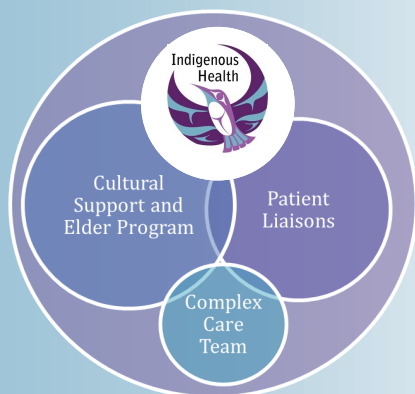 Indigenous
Health
Cultural
Support and
Elder Program
Patient
Liaisons
Complex
Care
Team